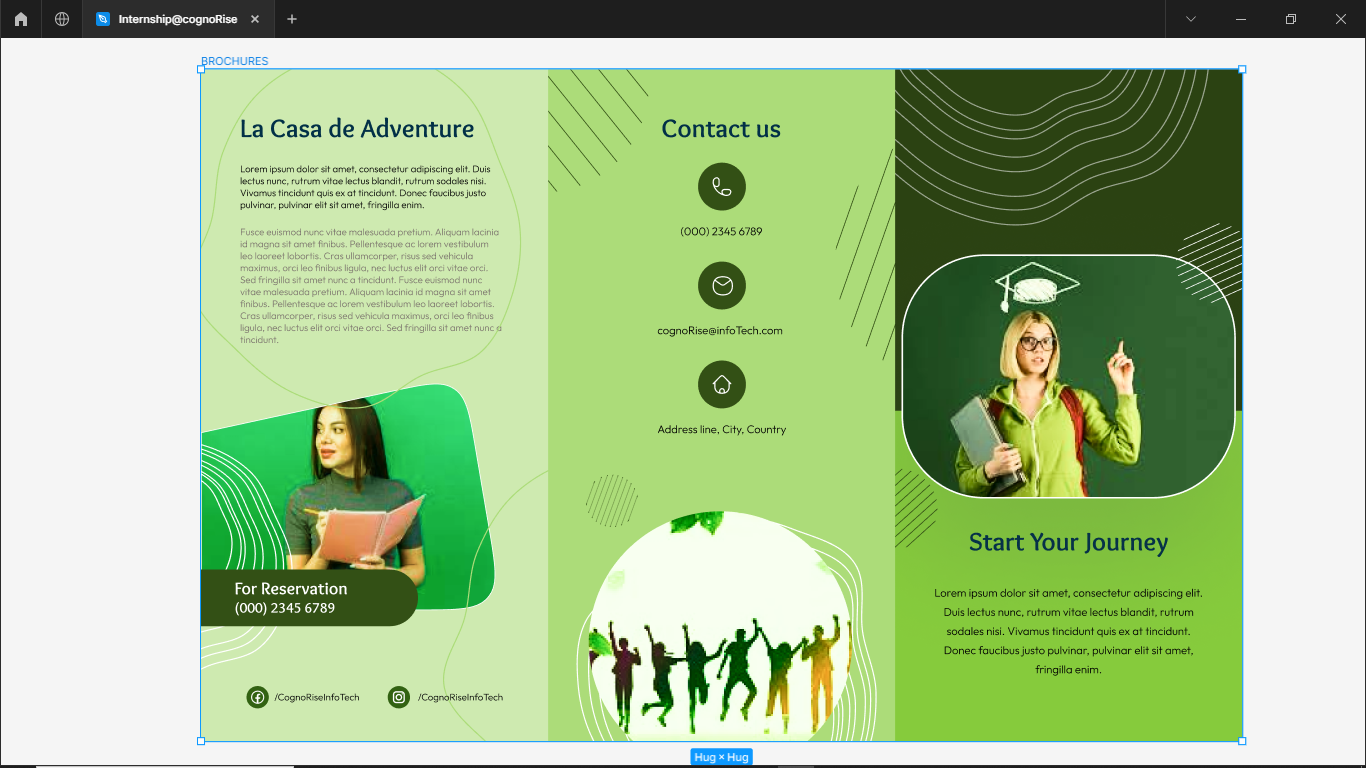 Internship@cognoRise
BROCHURES
La Casa de Adventure
Lorem ipsum dolor sit amet, consectetur adipiscing elit. Duis
lectus nunc, rutrum vitae lectus blandit, rutrum sodales nisi.
Vivamus tincidunt quis ex at tincidunt. Donec faucibus justo
pulvinar, pulvinar elit sit amet, fringilla enim.
Fusce euismod nunc vitae malesuada pretium. Aliquam lacinia
id magna sit amet finibus. Pellentesque ac lorem vestibulum
leo laoreet lobortis. Cras ullamcorper, risus sed vehicula
maximus, orci leo finibus ligula, nec luctus elit orci vitae orci.
Sed fringilla sit amet nunc a tincidunt. Fusce euismod nunc
vitae malesuada pretium. Aliquam lacinia id magna sit amet
finibus. Pellentesque ac lorem vestibulum leo laoreet lobortis.
Cras ullamcorper, risus sed vehicula maximus, orci leo finibus
ligula, nec luctus elit orci vitae orci. Sed fringilla sit amet nunc a
tincidunt.
For Reservation
(000) 2345 6789
/CognoRiseInfoTech
/CognoRiseInfoTech
Contact us
(000) 2345 6789
cognoRise@infoTech.com
Address line, City, Country
Start Your Journey
Lorem ipsum dolor sit amet, consectetur adipiscing elit.
Duis lectus nunc, rutrum vitae lectus blandit, rutrum
sodales nisi. Vivamus tincidunt quis ex at tincidunt.
Donec faucibus justo pulvinar, pulvinar elit sit amet,
fringilla enim.
Hug × Hug